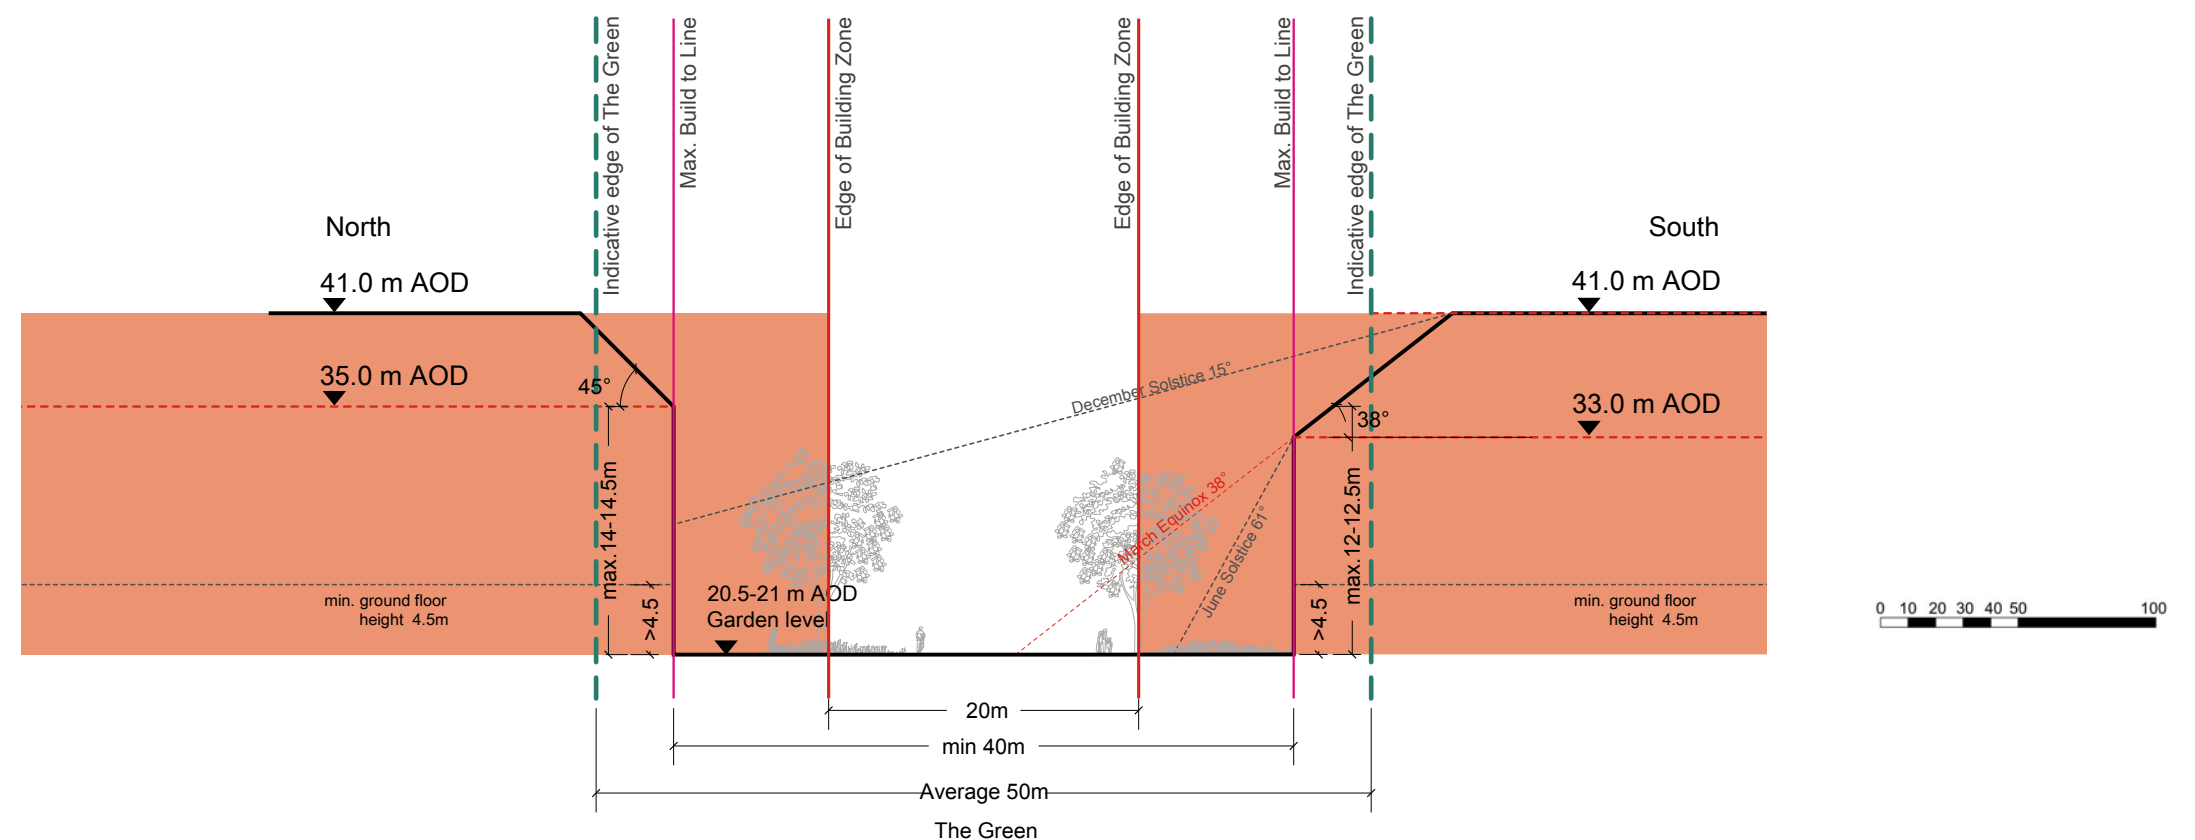 Indicative edge of The Green
Max. Build to Line
Edge of Building Zone
Edge of Building Zone
Max. Build to Line
Indicative edge of The Green
North
South
41.0 m AOD
41.0 m AOD
35.0 m AOD
33.0 m AOD
45°
38°
December Solstice 15°
March Equinox 38°
June Solstice 61°
max.14-14.5m
max.12-12.5m
>4.5
>4.5
min. ground floor
height 4.5m
20.5-21 m AOD
Garden level
min. ground floor
height 4.5m
0 10 20 30 40 50 100
20m
min 40m
Average 50m
The Green